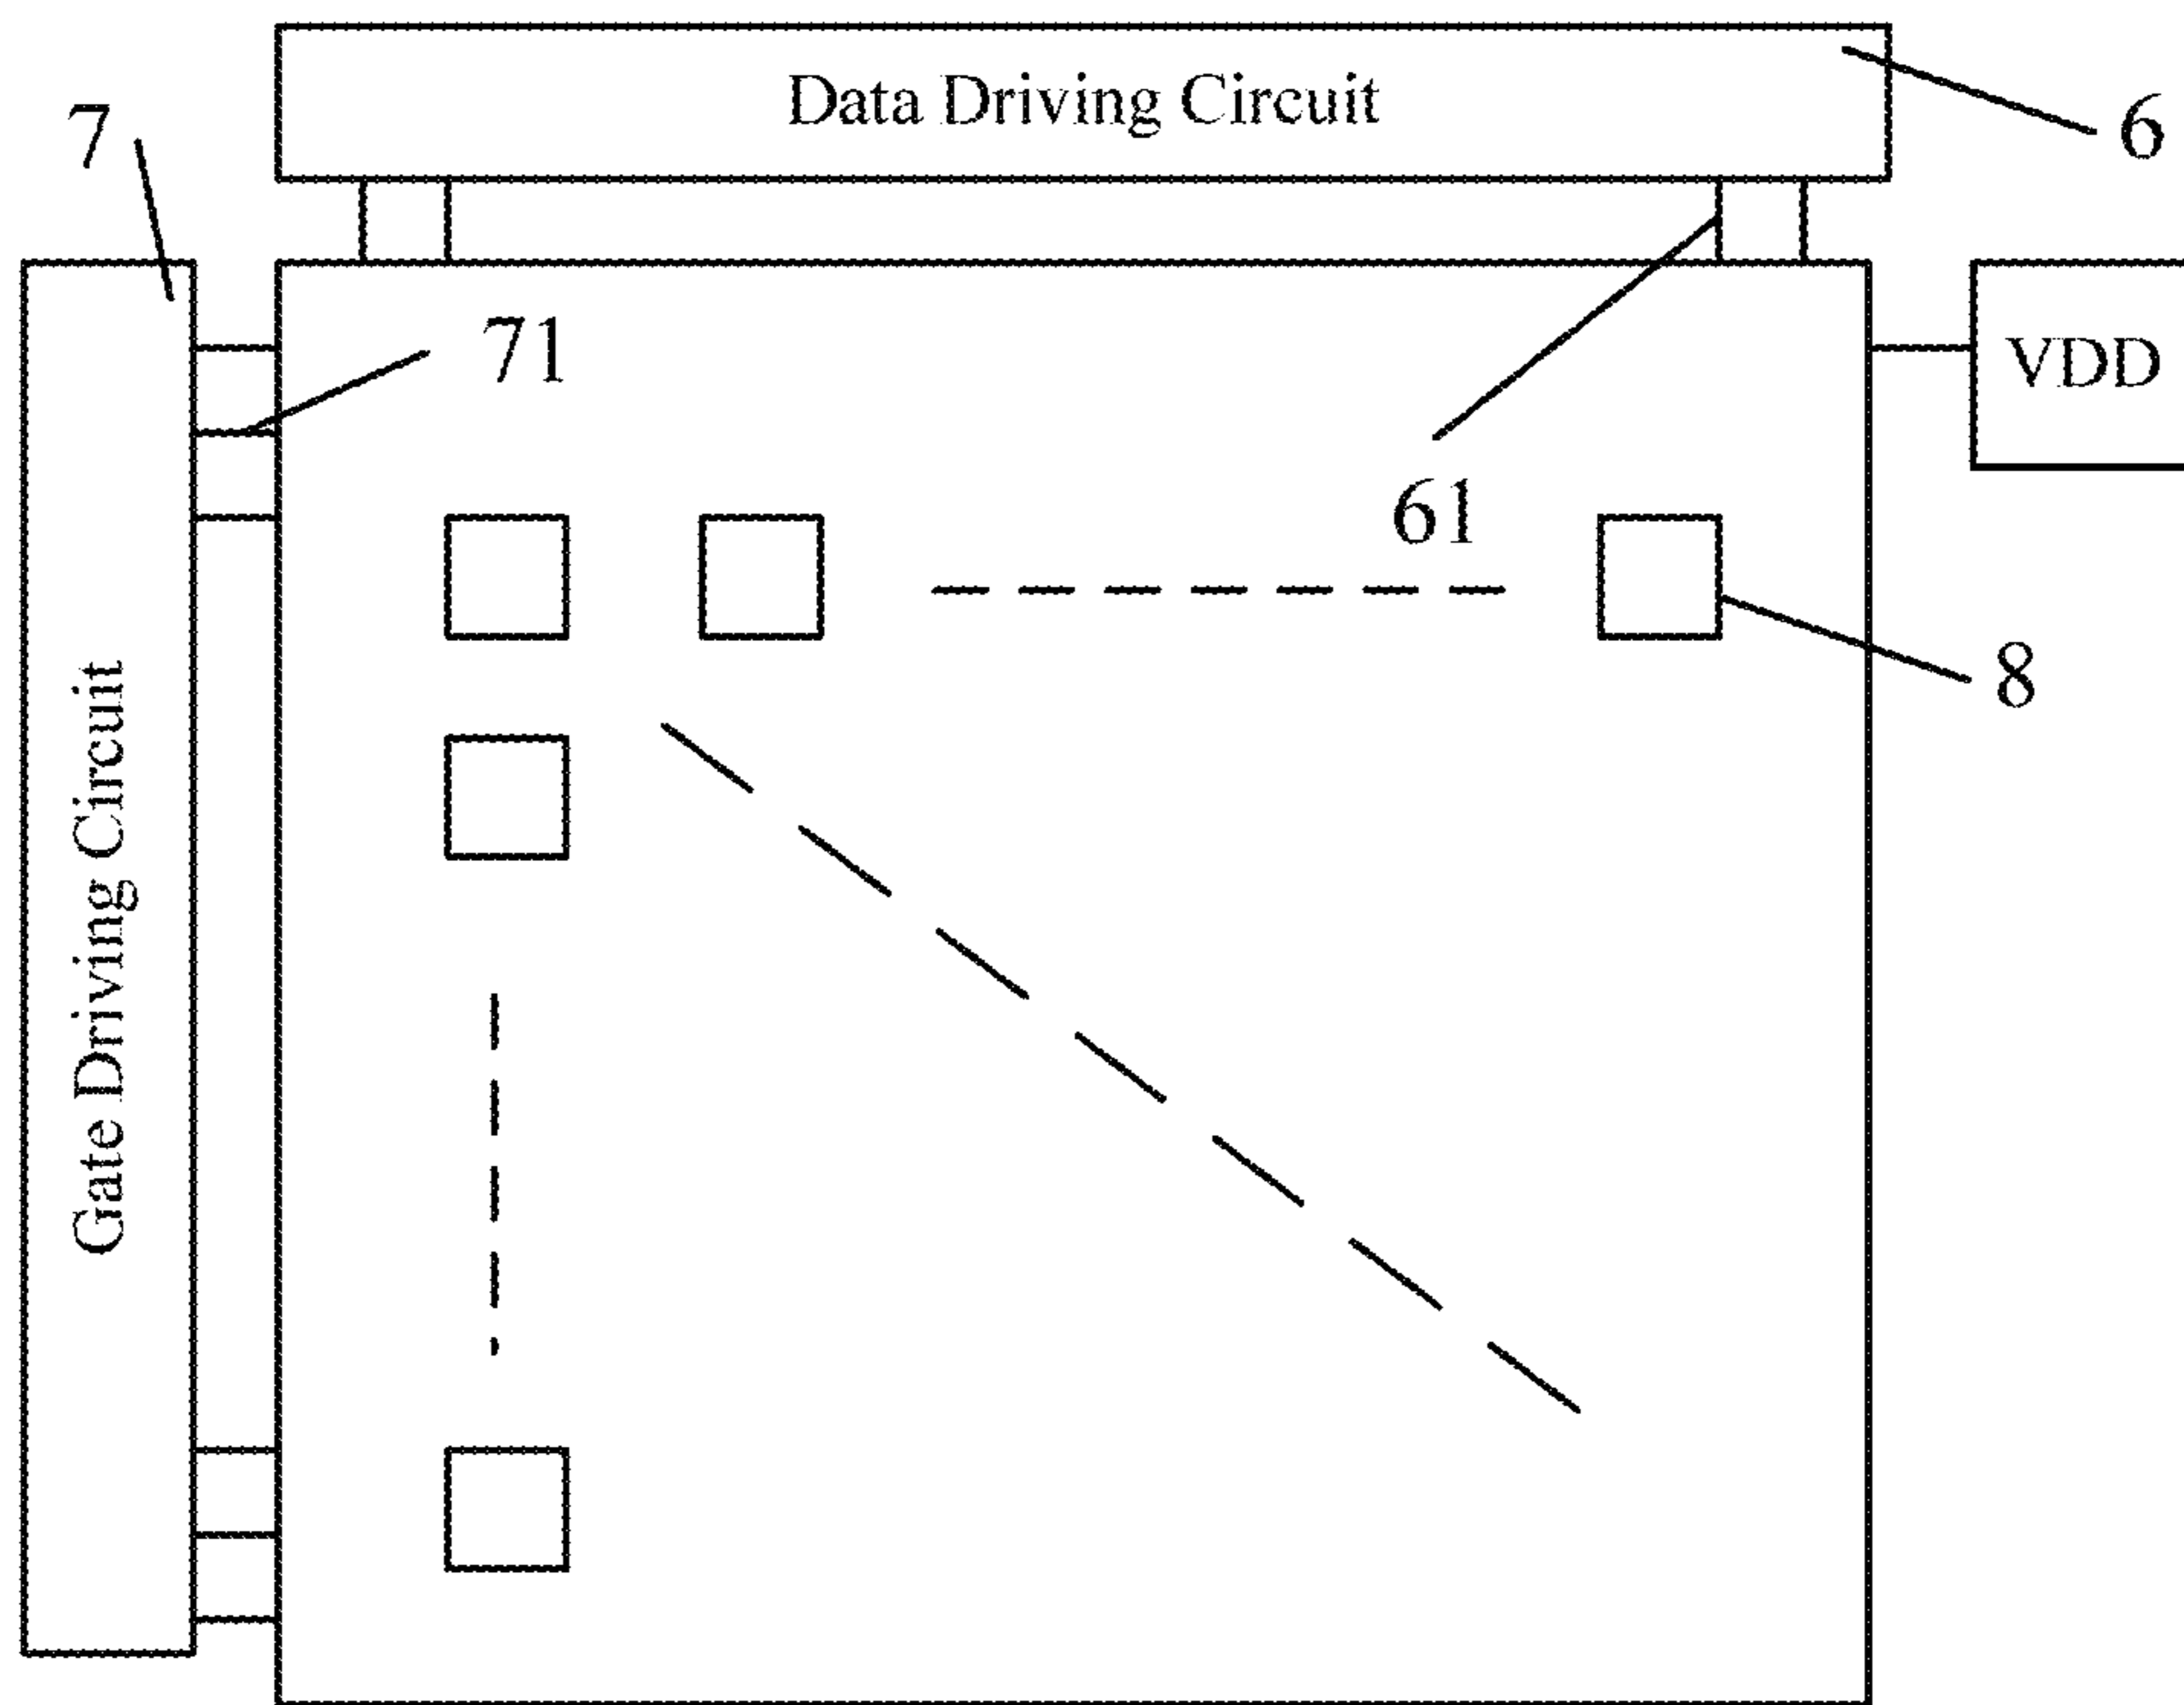 Data Driving Circuit
6
7
71
VDD
61
8
Gate Driving Circuit